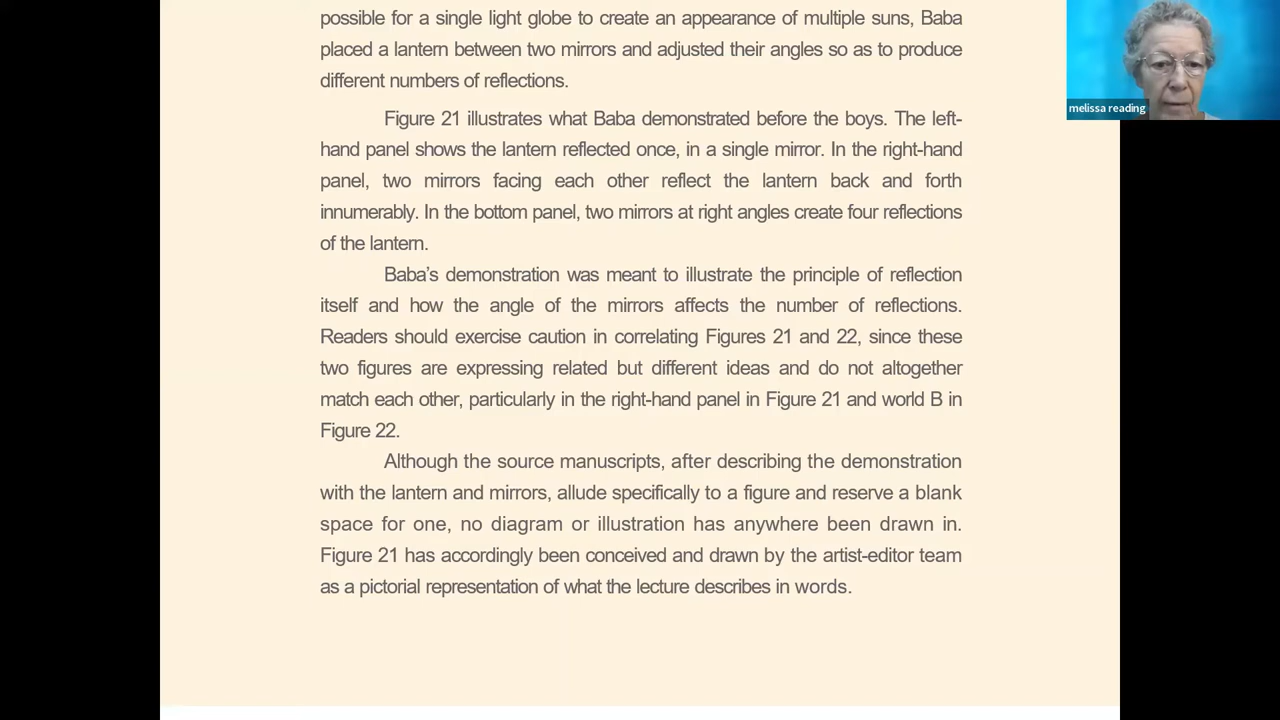 possible for a single light globe to create an appearance of multiple suns, Baba
placed a lantern between two mirrors and adjusted their angles so as to produce
different numbers of reflections.
Figure 21 illustrates what Baba demonstrated before the boys. The left-
hand panel shows the lantern reflected once, in a single mirror. In the right-hand
panel, two mirrors facing each other reflect the lantern back and forth
innumerably. In the bottom panel, two mirrors at right angles create four reflections
of the lantern.
Baba’s demonstration was meant to illustrate the principle of reflection
itself and how the angle of the mirrors affects the number of reflections.
Readers should exercise caution in correlating Figures 21 and 22, since these
two figures are expressing related but different ideas and do not altogether
match each other, particularly in the right-hand panel in Figure 21 and world B in
Figure 22.
Although the source manuscripts, after describing the demonstration
with the lantern and mirrors, allude specifically to a figure and reserve a blank
space for one, no diagram or illustration has anywhere been drawn in.
Figure 21 has accordingly been conceived and drawn by the artist-editor team
as a pictorial representation of what the lecture describes in words.
melissa reading